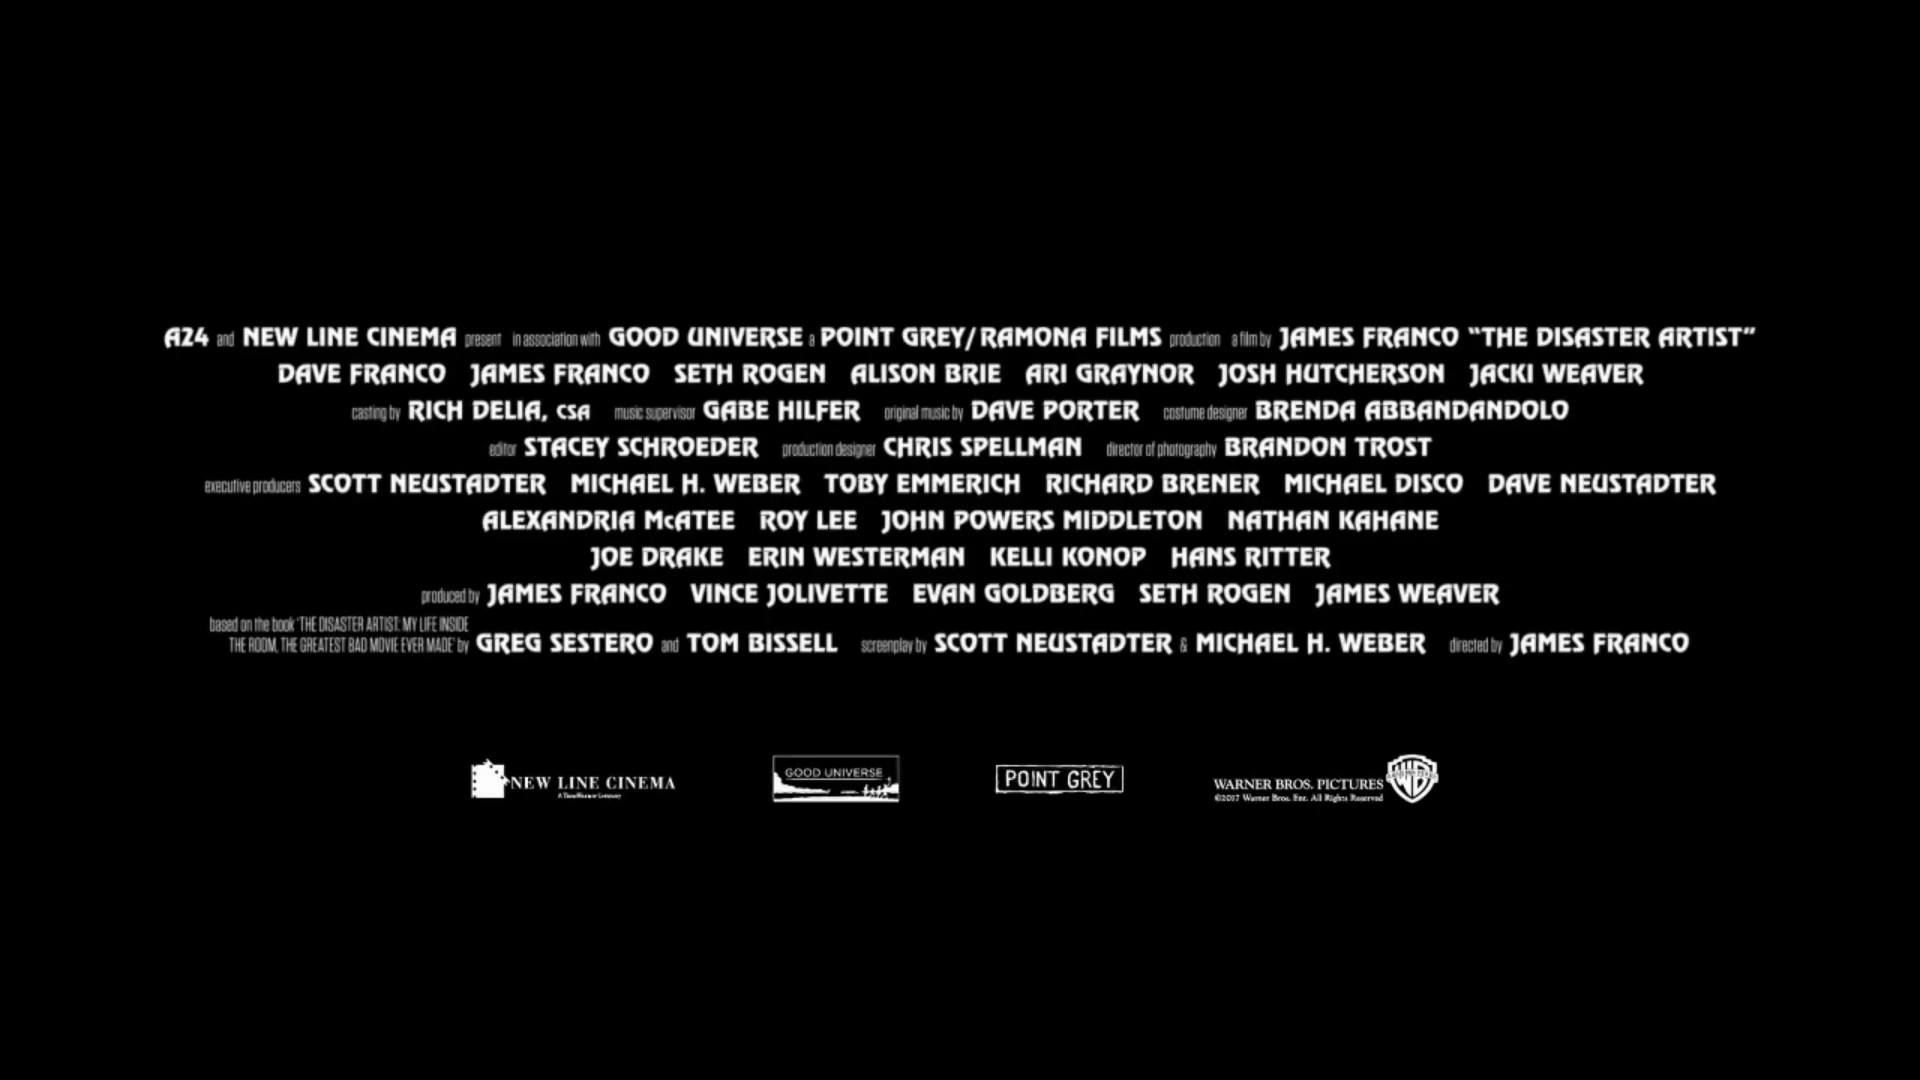 A24 and NEW LINE CINEMA present in association with GOOD UNIVERSE a POINT GREY/RAMONA FILMS production a film by JAMES FRANCO “THE DISASTER ARTIST”
DAVE FRANCO JAMES FRANCO SETH ROGEN ALISON BRIE ARI GRAYNOR JOSH HUTCHERSON JACKI WEAVER
casting by RICH DELIA, CSA music supervisor GABE HILFER original music by DAVE PORTER costume designer BRENDA ABBANDANDOLO
editor STACEY SCHROEDER production designer CHRIS SPELLMAN director of photography BRANDON TROST
executive producers SCOTT NEUSTADTER MICHAEL H. WEBER TOBY EMMERICH RICHARD BRENER MICHAEL DISCO DAVE NEUSTADTER
ALEXANDRIA McATEE ROY LEE JOHN POWERS MIDDLETON NATHAN KAHANE
JOE DRAKE ERIN WESTERMAN KELLI KONOP HANS RITTER
produced by JAMES FRANCO VINCE JOLIVETTE EVAN GOLDBERG SETH ROGEN JAMES WEAVER
based on the book 'THE DISASTER ARTIST: MY LIFE INSIDE
THE ROOM, THE GREATEST BAD MOVIE EVER MADE' by GREG SESTERO and TOM BISSELL screenplay by SCOTT NEUSTADTER & MICHAEL H. WEBER directed by JAMES FRANCO
NEW LINE CINEMA
A TimeWarner Company
GOOD UNIVERSE
POINT GREY
WARNER BROS. PICTURES
©2017 Warner Bros. Ent. All Rights Reserved